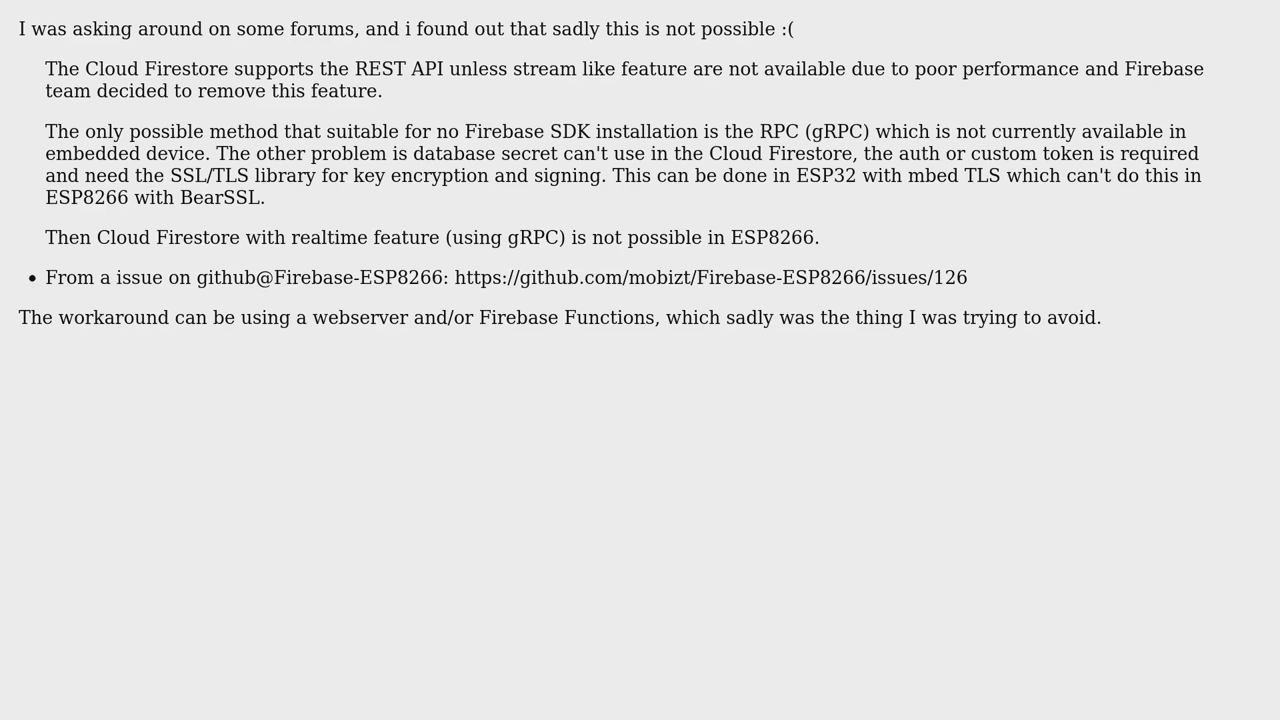 I was asking around on some forums, and i found out that sadly this is not possible :(
The Cloud Firestore supports the REST API unless stream like feature are not available due to poor performance and Firebase
team decided to remove this feature.
The only possible method that suitable for no Firebase SDK installation is the RPC (gRPC) which is not currently available in
embedded device. The other problem is database secret can't use in the Cloud Firestore, the auth or custom token is required
and need the SSL/TLS library for key encryption and signing. This can be done in ESP32 with mbed TLS which can't do this in
ESP8266 with BearSSL.
Then Cloud Firestore with realtime feature (using gRPC) is not possible in ESP8266.
• From a issue on github@Firebase-ESP8266: https://github.com/mobizt/Firebase-ESP8266/issues/126
The workaround can be using a webserver and/or Firebase Functions, which sadly was the thing I was trying to avoid.